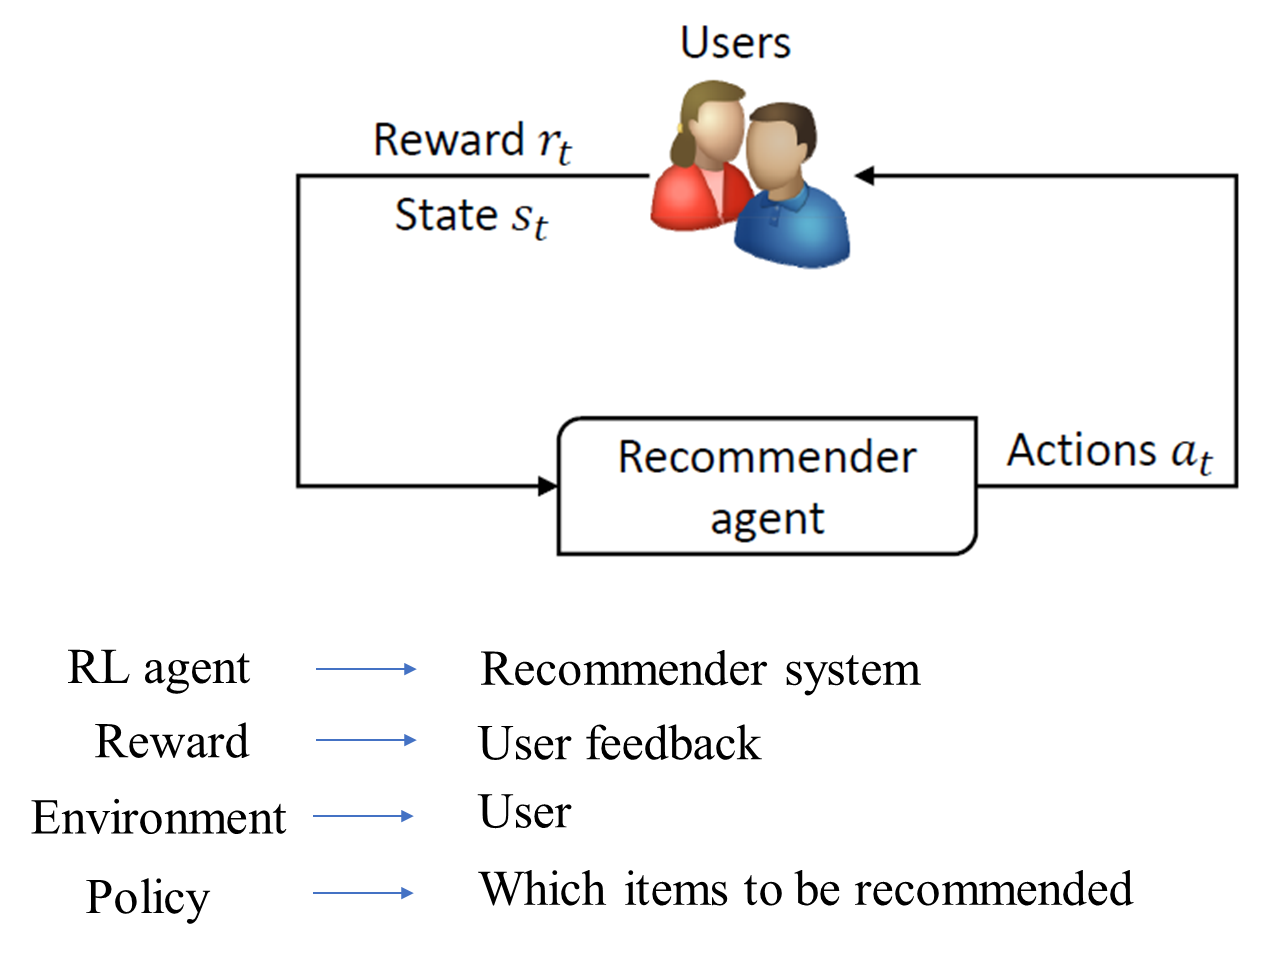 Users
Reward r_t
State s_t
Recommender
agent
Actions a_t
RL agent
Recommender system
Reward
User feedback
Environment
User
Policy
Which items to be recommended